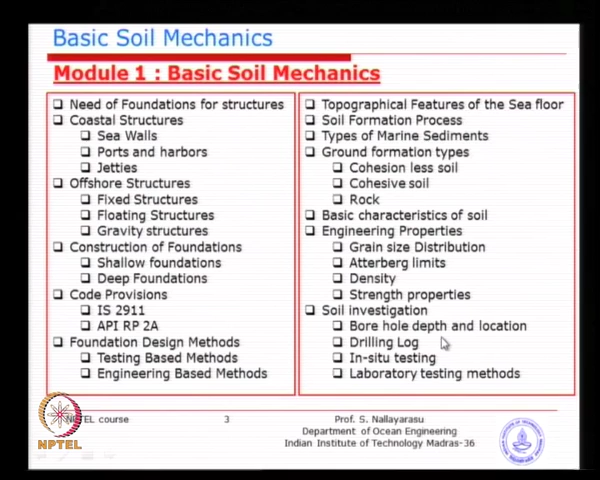 Basic Soil Mechanics
Module 1 : Basic Soil Mechanics
Need of Foundations for structures
Coastal Structures
Sea Walls
Ports and harbors
Jetties
Offshore Structures
Fixed Structures
Floating Structures
Gravity structures
Construction of Foundations
Shallow foundations
Deep Foundations
Code Provisions
IS 2911
API RP 2A
Foundation Design Methods
Testing Based Methods
Engineering Based Methods
Topographical Features of the Sea floor
Soil Formation Process
Types of Marine Sediments
Ground formation types
Cohesion less soil
Cohesive soil
Rock
Basic characteristics of soil
Engineering Properties
Grain size Distribution
Atterberg limits
Density
Strength properties
Soil investigation
Bore hole depth and location
Drilling Log
In-situ testing
Laboratory testing methods
NPTEL course
3
Prof. S. Nallayarasu
Department of Ocean Engineering
Indian Institute of Technology Madras-36
NPTEL